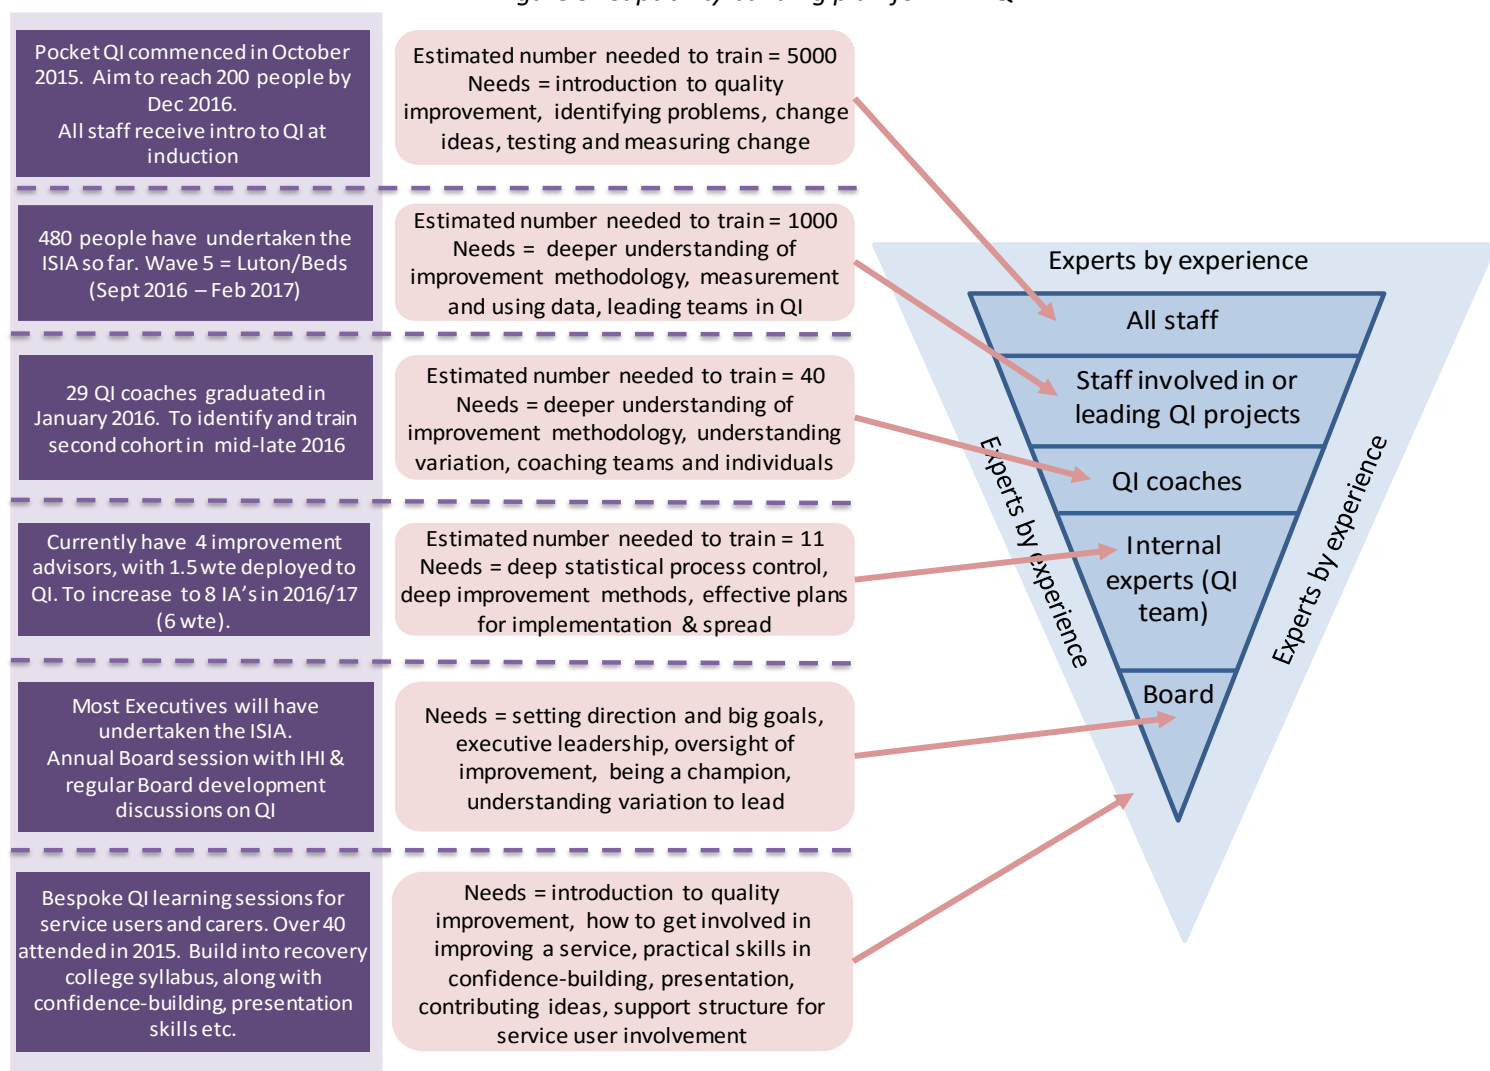 Pocket QI commenced in October
2015. Aim to reach 200 people by
Dec 2016.
All staff receive intro to QI at
induction
Estimated number needed to train = 5000
Needs = introduction to quality
improvement, identifying problems, change
ideas, testing and measuring change
480 people have undertaken the
ISIA so far. Wave 5 = Luton/Beds
(Sept 2016 – Feb 2017)
Estimated number needed to train = 1000
Needs = deeper understanding of
improvement methodology, measurement
and using data, leading teams in QI
29 QI coaches graduated in
January 2016. To identify and train
second cohort in mid-late 2016
Estimated number needed to train = 40
Needs = deeper understanding of
improvement methodology, understanding
variation, coaching teams and individuals
Currently have 4 improvement
advisors, with 1.5 wte deployed to
QI. To increase to 8 IA's in 2016/17
(6 wte).
Estimated number needed to train = 11
Needs = deep statistical process control,
deep improvement methods, effective plans
for implementation & spread
Most Executives will have
undertaken the ISIA.
Annual Board session with IHI &
regular Board development
discussions on QI
Needs = setting direction and big goals,
executive leadership, oversight of
improvement, being a champion,
understanding variation to lead
Bespoke QI learning sessions for
service users and carers. Over 40
attended in 2015. Build into recovery
college syllabus, along with
confidence-building, presentation
skills etc.
Needs = introduction to quality
improvement, how to get involved in
improving a service, practical skills in
confidence-building, presentation,
contributing ideas, support structure for
service user involvement
Experts by experience
All staff
Staff involved in or
leading QI projects
QI coaches
Internal
experts (QI
team)
Board
Experts by experience
Experts by experience